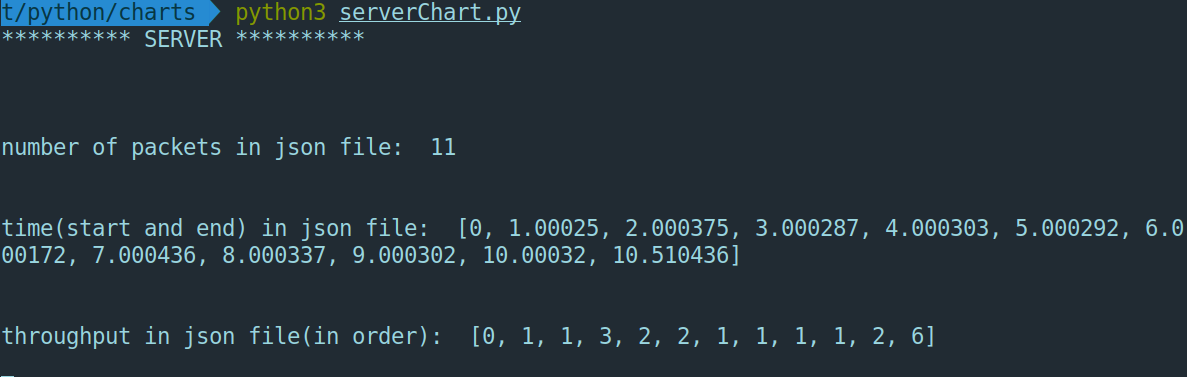 t/python/charts python3 serverChart.py
********** SERVER **********
number of packets in json file:  11
time(start and end) in json file:  [0, 1.00025, 2.000375, 3.000287, 4.000303, 5.000292, 6.0
00172, 7.000436, 8.000337, 9.000302, 10.00032, 10.510436]
throughput in json file(in order):  [0, 1, 1, 3, 2, 2, 1, 1, 1, 1, 2, 6]